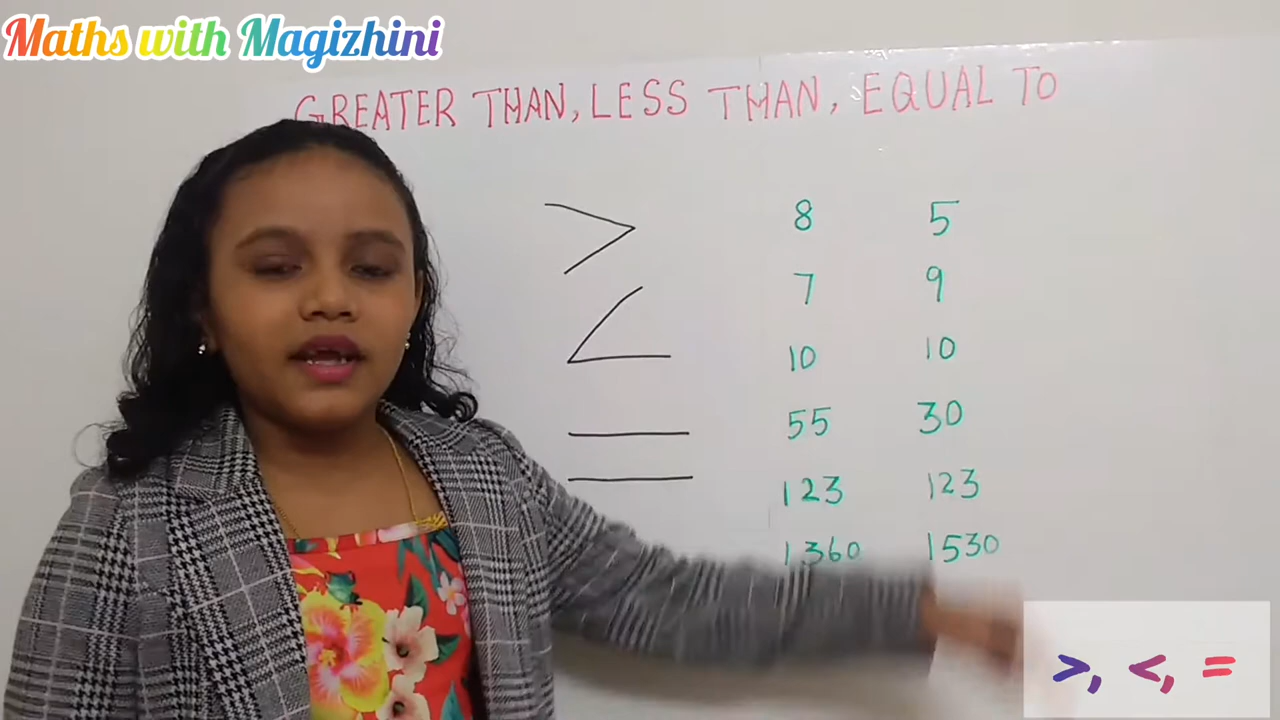 Maths with Magizhini
GREATER THAN, LESS THAN, EQUAL TO
> 8 5
< 7 9
10 10
= 55 30
123 123
1360 1530
>, <, =